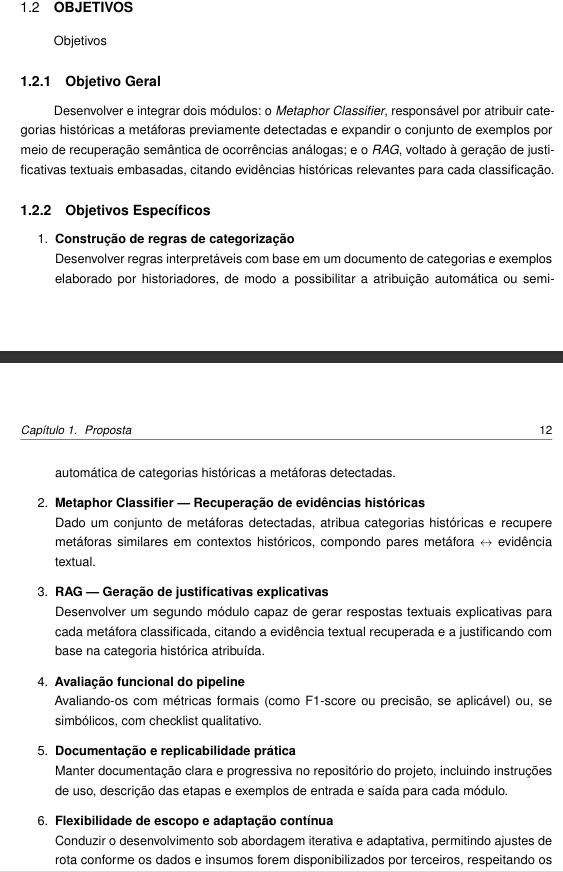 1.2 OBJETIVOS
Objetivos
1.2.1 Objetivo Geral
Desenvolver e integrar dois módulos: o Metaphor Classifier, responsável por atribuir cate-
gorias históricas a metáforas previamente detectadas e expandir o conjunto de exemplos por
meio de recuperação semântica de ocorrências análogas; e o RAG, voltado à geração de justi-
ficativas textuais embasadas, citando evidências históricas relevantes para cada classificação.
1.2.2 Objetivos Específicos
1. Construção de regras de categorização
Desenvolver regras interpretáveis com base em um documento de categorias e exemplos
elaborado por historiadores, de modo a possibilitar a atribuição automática ou semi-
Capítulo 1. Proposta 12
automática de categorias históricas a metáforas detectadas.
2. Metaphor Classifier — Recuperação de evidências históricas
Dado um conjunto de metáforas detectadas, atribua categorias históricas e recupere
metáforas similares em contextos históricos, compondo pares metáfora ↔ evidência
textual.
3. RAG — Geração de justificativas explicativas
Desenvolver um segundo módulo capaz de gerar respostas textuais explicativas para
cada metáfora classificada, citando a evidência textual recuperada e a justificando com
base na categoria histórica atribuída.
4. Avaliação funcional do pipeline
Avaliando-os com métricas formais (como F1-score ou precisão, se aplicável) ou, se
simbólicos, com checklist qualitativo.
5. Documentação e replicabilidade prática
Manter documentação clara e progressiva no repositório do projeto, incluindo instruções
de uso, descrição das etapas e exemplos de entrada e saída para cada módulo.
6. Flexibilidade de escopo e adaptação contínua
Conduzir o desenvolvimento sob abordagem iterativa e adaptativa, permitindo ajustes de
rota conforme os dados e insumos forem disponibilizados por terceiros, respeitando os